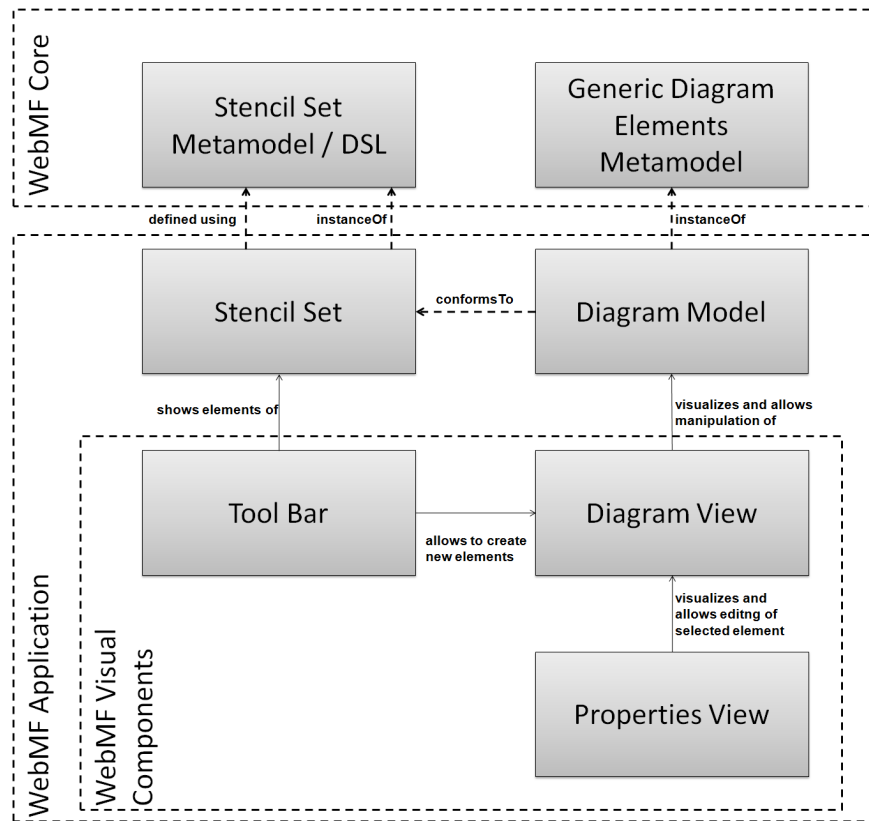 WebMF Core
Stencil Set
Metamodel / DSL
Generic Diagram
Elements
Metamodel
defined using
instanceOf
instanceOf
WebMF Application
Stencil Set
conformsTo
Diagram Model
shows elements of
visualizes and allows
manipulation of
WebMF Visual
Components
Tool Bar
allows to create
new elements
Diagram View
visualizes and
allows editng of
selected element
Properties View